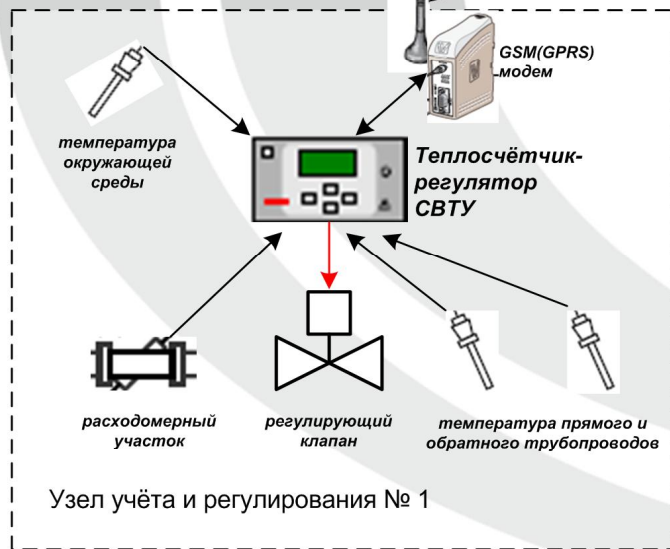 GSM(GPRS)
модем
температура
окружающей
среды
Теплосчётчик-
регулятор
СВТУ
расходомерный
участок
регулирующий
клапан
температура прямого и
обратного трубопроводов
Узел учёта и регулирования № 1